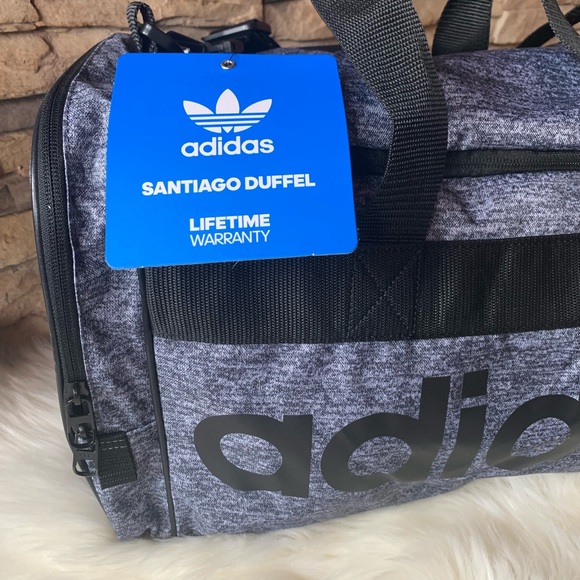 adidas
SANTIAGO DUFFEL
LIFETIME
WARRANTY
adid